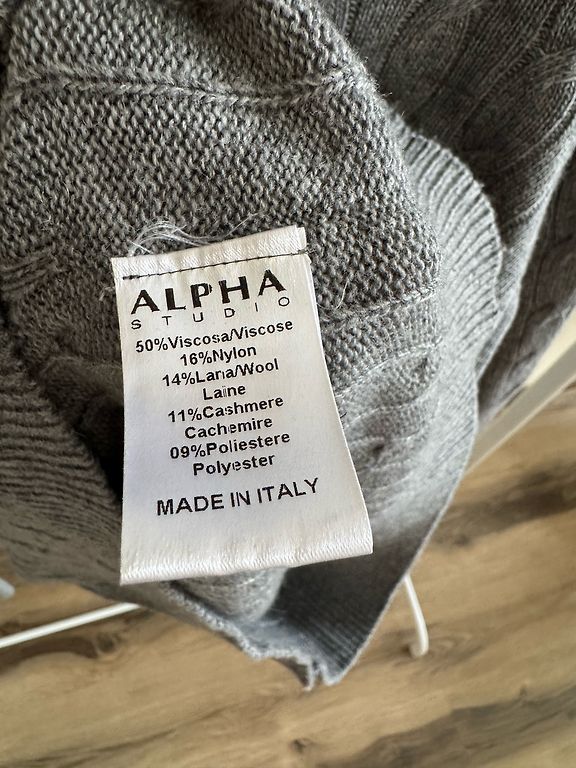 ALPHA
STUDIO
50%Viscosa/Viscose
16%Nylon
14%Lana/Wool
Laine
11%Cashmere
Cachemire
09%Poliestere
Polyester
MADE IN ITALY